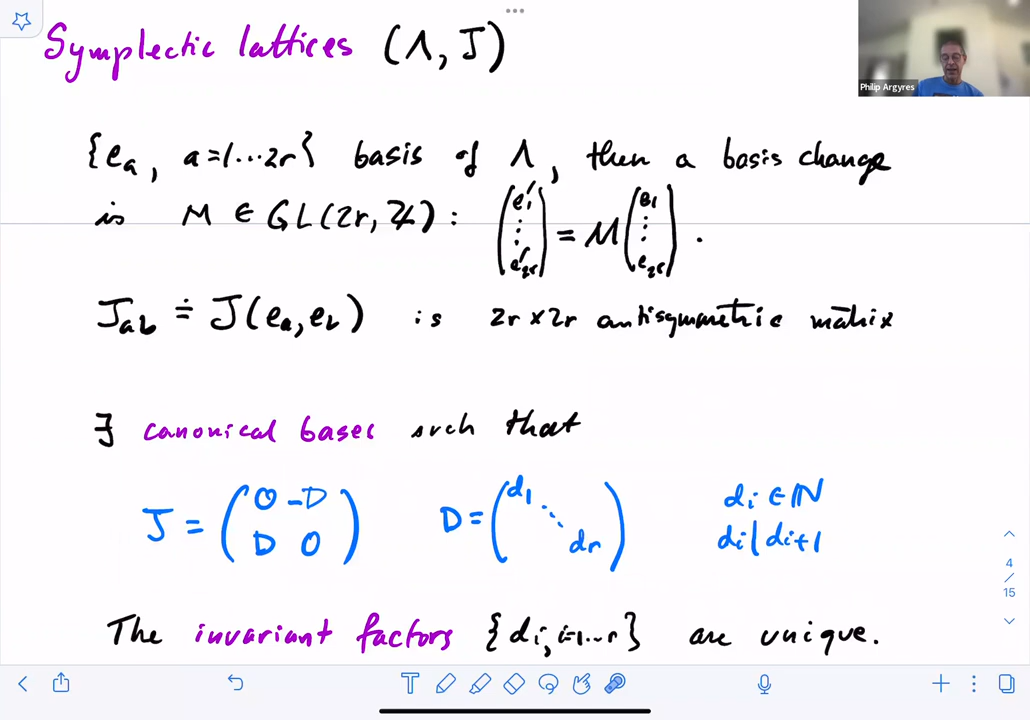 Symplectic lattices (Λ, J)
Philip Argyres
{e_a, a=1...2r} basis of Λ, then a basis change
is M ∈ GL(2r, ℤ) : (e'_1 ⋮ e'_2r) = M (e_1 ⋮ e_2r) .
J_ab ≐ J(e_a, e_b) is 2r × 2r antisymmetric matrix
∃ canonical bases such that
J = (0 -D D 0) D = (d_1 ⋱ d_r) d_i ∈ ℕ
d_i | d_i+1
The invariant factors {d_i, i=1...r} are unique.
4
/
15
T